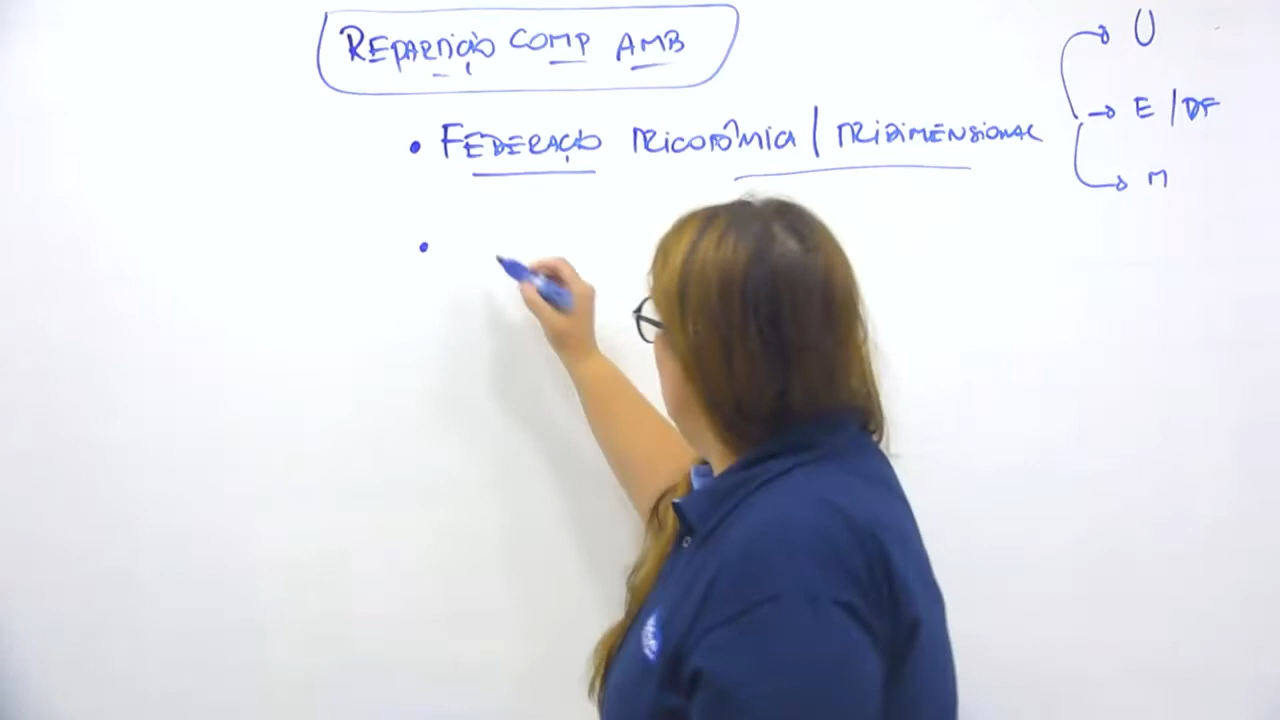 REPARTIÇÃO COMP AMB
• FEDERAÇÃO TRICOTÔMICA / TRIDIMENSIONAL
•
→ U
→ E / DF
→ M